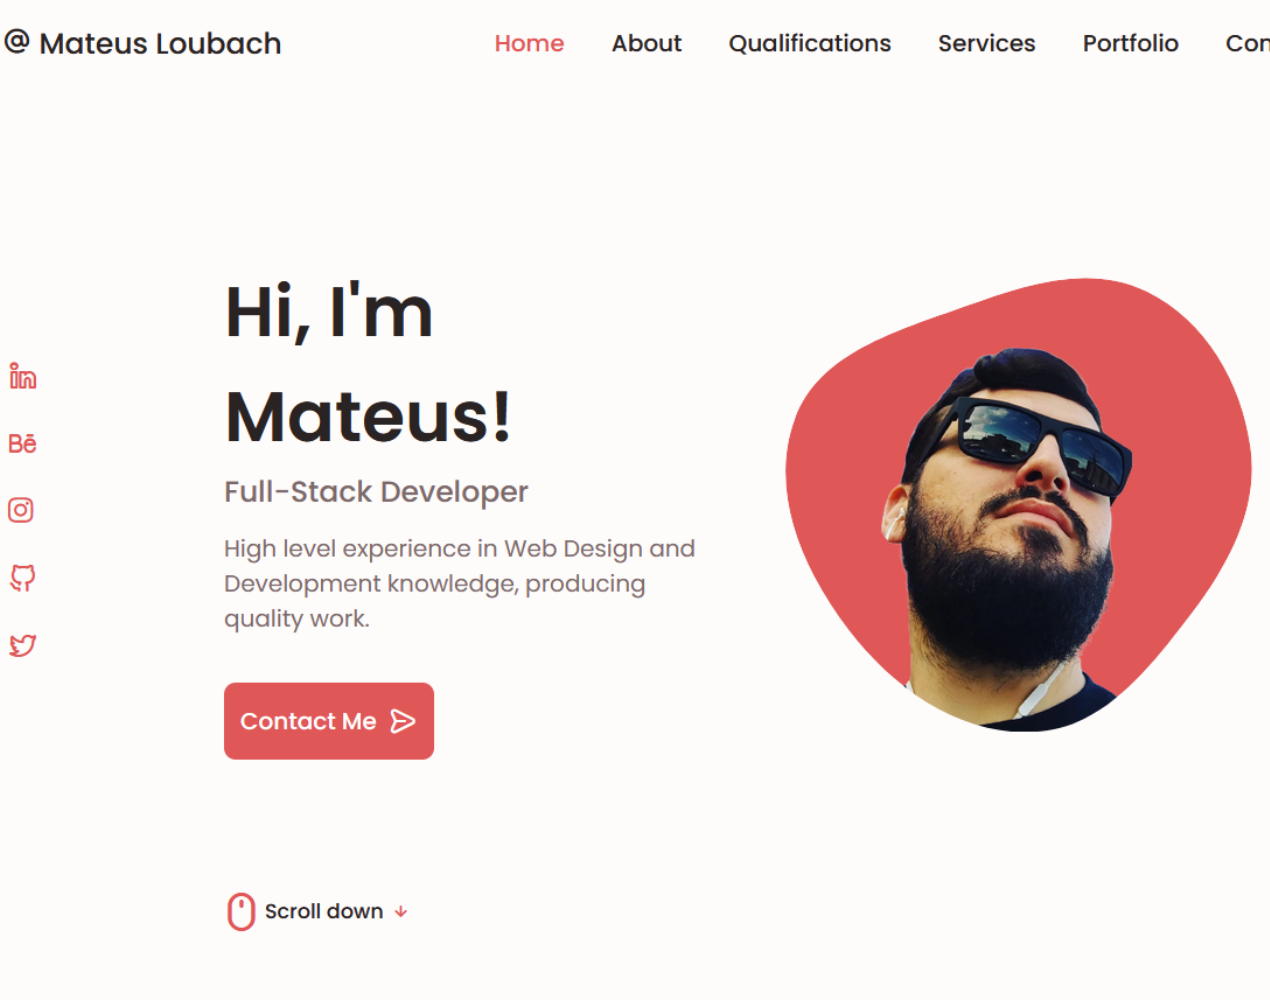 @ Mateus Loubach
Home About Qualifications Services Portfolio
Hi, I'm
Mateus!
Full-Stack Developer
High level experience in Web Design and
Development knowledge, producing
quality work.
Contact Me
Scroll down